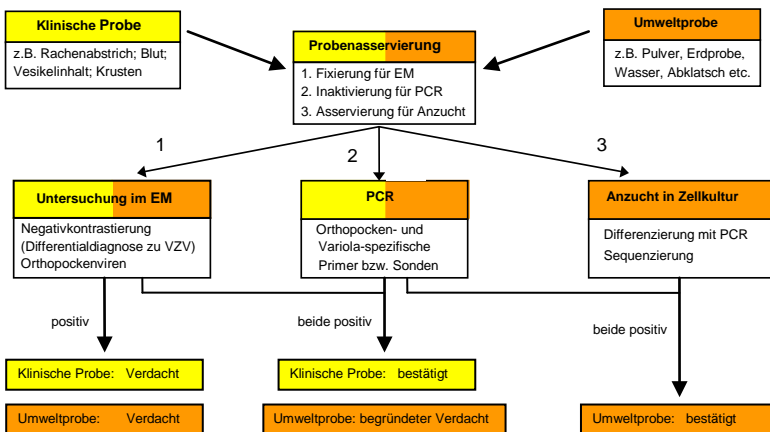 Klinische Probe
z.B. Rachenabstrich; Blut;
Vesikelinhalt; Krusten
Probenasservierung
1. Fixierung für EM
2. Inaktivierung für PCR
3. Asservierung für Anzucht
Umweltprobe
z.B. Pulver, Erdprobe,
Wasser, Abklatsch etc.
1
2
3
Untersuchung im EM
Negativkontrastierung
(Differentialdiagnose zu VZV)
Orthopockenviren
PCR
Orthopocken- und
Variola-spezifische
Primer bzw. Sonden
Anzucht in Zellkultur
Differenzierung mit PCR
Sequenzierung
positiv
beide positiv
beide positiv
Klinische Probe: Verdacht
Klinische Probe: bestätigt
Umweltprobe: Verdacht
Umweltprobe: begründeter Verdacht
Umweltprobe: bestätigt